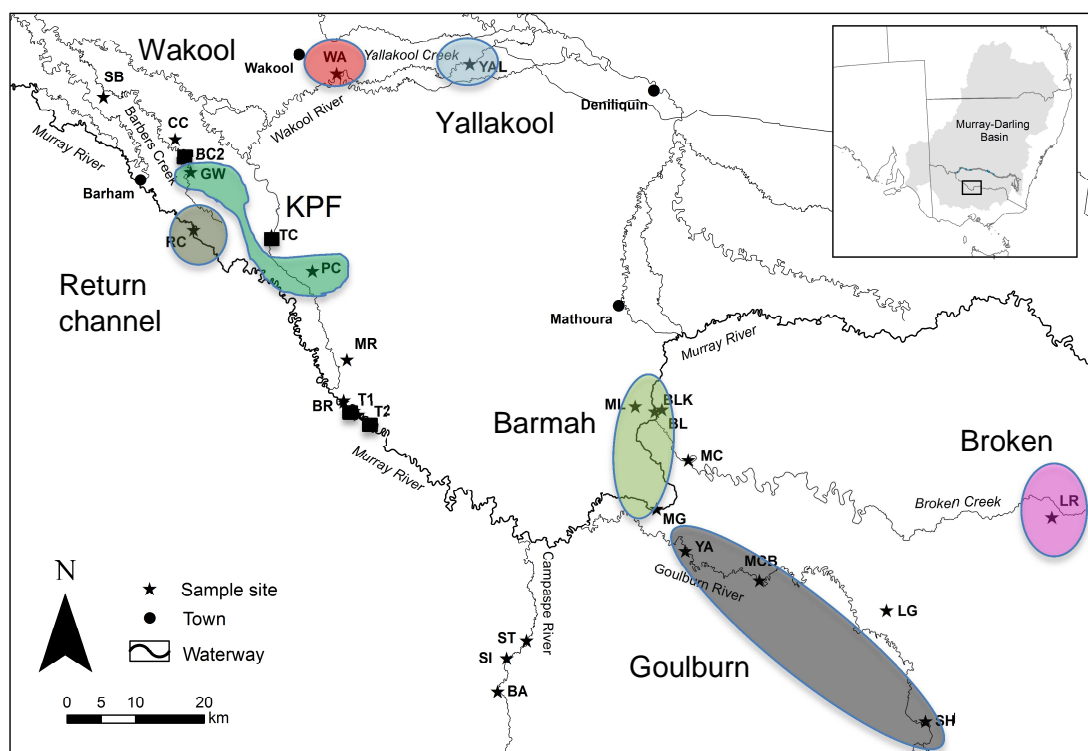 Wakool
WA
Yallakool Creek
Wakool
YAL
SB
Wakool River
Deniliquin
Yallakool
CC
Barbers Creek
Murray River
BC2
GW
Barham
KPF
TC
RC
PC
Return
channel
Mathoura
Murray River
MR
BR
T1
T2
ML
BLK
BL
Barmah
MC
Murray River
Broken
Broken Creek
LR
MG
YA
MCB
Goulburn River
Campaspe River
LG
Goulburn
ST
SI
BA
SH
Murray-Darling
Basin
N
Sample site
Town
Waterway
0 5 10 20
km